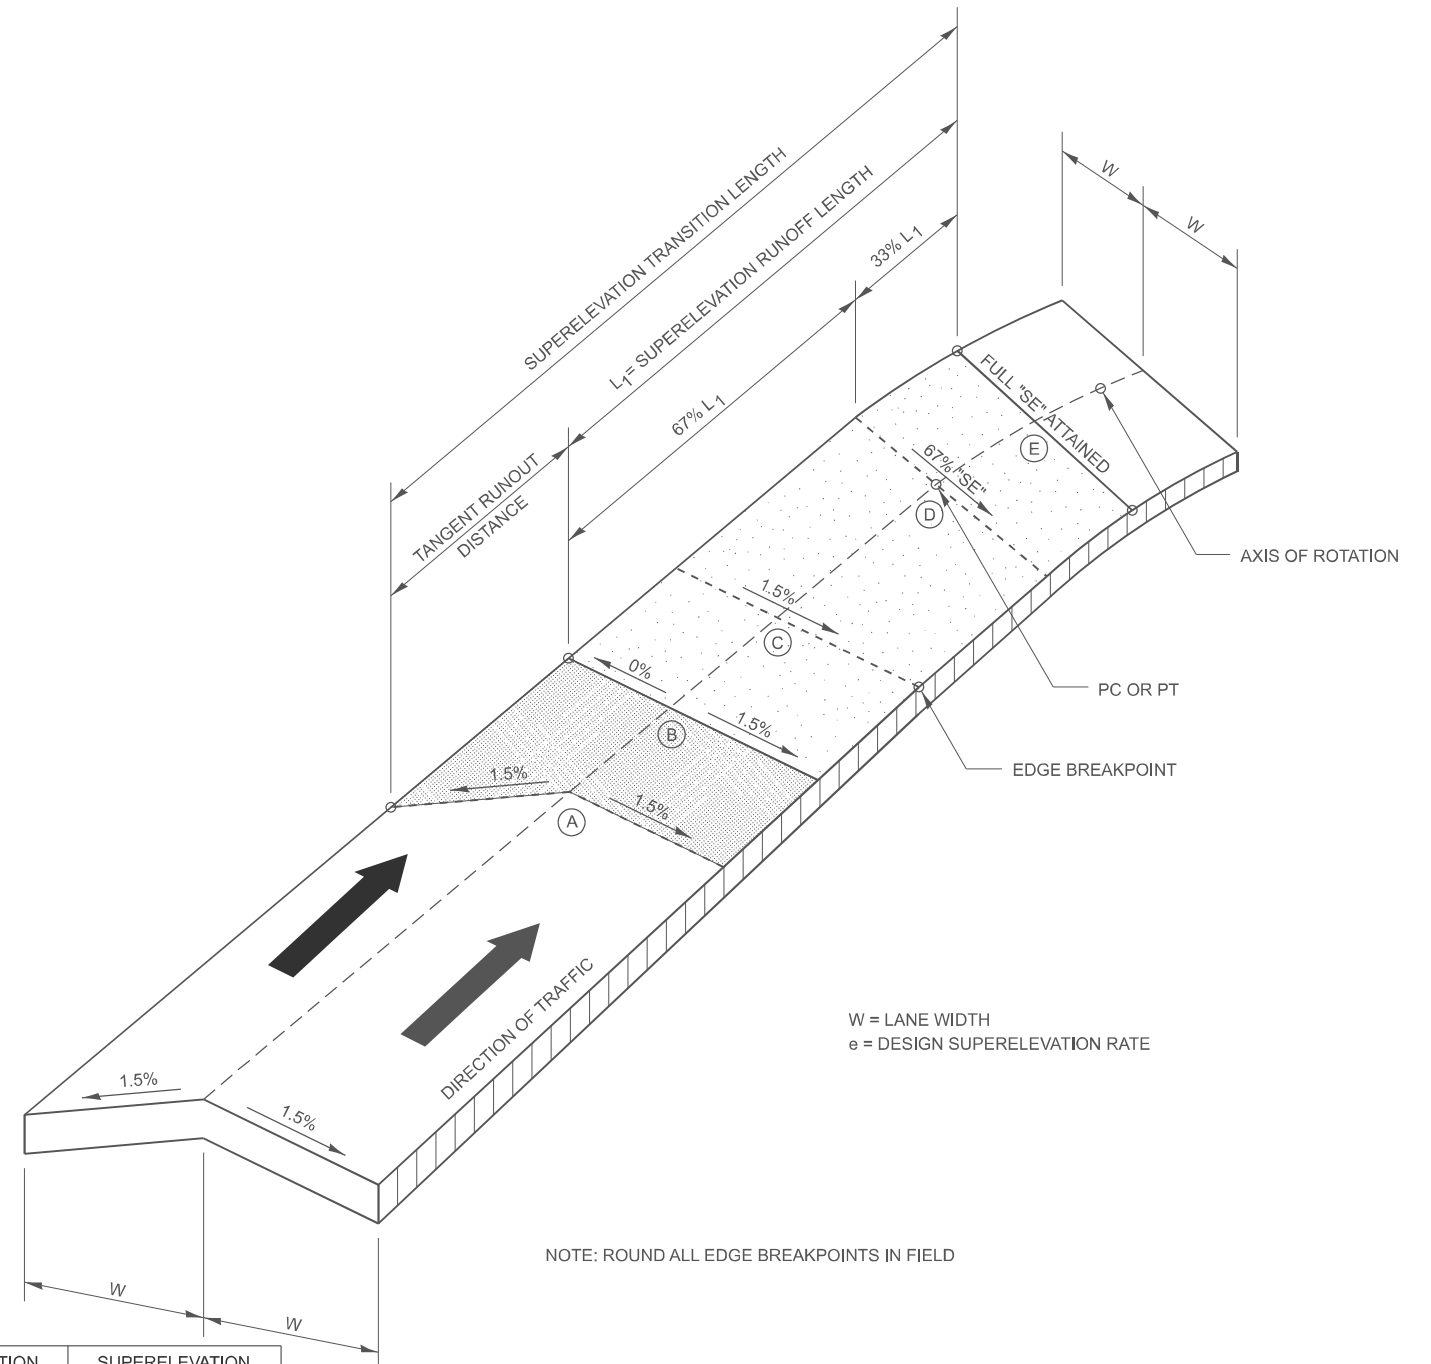 SUPERELEVATION TRANSITION LENGTH
L1= SUPERELEVATION RUNOFF LENGTH
33% L1
67% L1
TANGENT RUNOUT
DISTANCE
W
W
FULL "SE" ATTAINED
E
67% "SE"
D
AXIS OF ROTATION
1.5%
C
PC OR PT
0%
1.5%
B
EDGE BREAKPOINT
1.5%
1.5%
A
DIRECTION OF TRAFFIC
W = LANE WIDTH
e = DESIGN SUPERELEVATION RATE
1.5%
1.5%
NOTE: ROUND ALL EDGE BREAKPOINTS IN FIELD
W
W
SUPERELEVATION